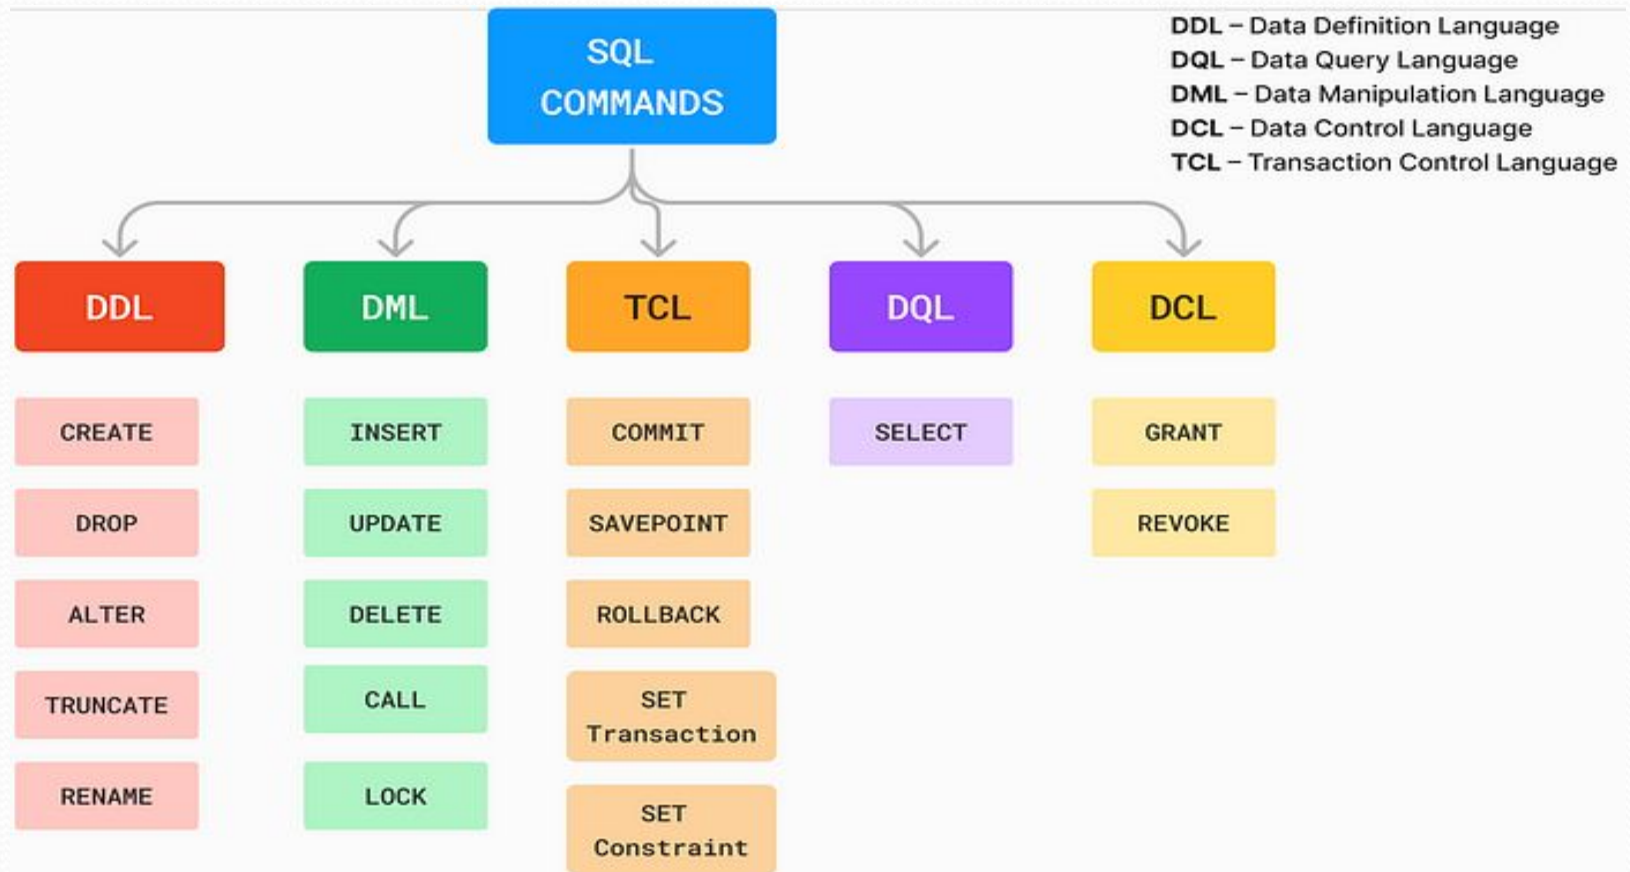 SQL
COMMANDS
DDL – Data Definition Language
DQL – Data Query Language
DML – Data Manipulation Language
DCL – Data Control Language
TCL – Transaction Control Language
DDL
DML
TCL
DQL
DCL
CREATE
INSERT
COMMIT
SELECT
GRANT
DROP
UPDATE
SAVEPOINT
REVOKE
ALTER
DELETE
ROLLBACK
TRUNCATE
CALL
SET
Transaction
RENAME
LOCK
SET
Constraint